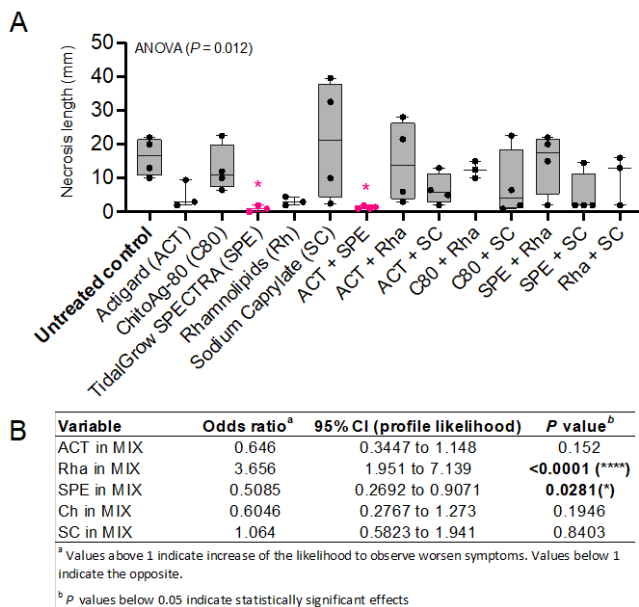 A
ANOVA (P = 0.012)
Necrosis length (mm)
50
40
30
20
10
0
*
*
Untreated control
Actigard (ACT)
ChitoAg-80 (C80)
TidalGrow SPECTRA (SPE)
Rhamnolipids (Rh)
Sodium Caprylate (SC)
ACT + SPE
ACT + Rha
ACT + SC
C80 + Rha
C80 + SC
SPE + Rha
SPE + SC
Rha + SC
B
Variable Odds ratio^a 95% CI (profile likelihood) P value^b
ACT in MIX 0.646 0.3447 to 1.148 0.152
Rha in MIX 3.656 1.951 to 7.139 <0.0001 (****)
SPE in MIX 0.5085 0.2692 to 0.9071 0.0281(*)
Ch in MIX 0.6046 0.2767 to 1.273 0.1946
SC in MIX 1.064 0.5823 to 1.941 0.8403
a Values above 1 indicate increase of the likelihood to observe worsen symptoms. Values below 1
indicate the opposite.
b P values below 0.05 indicate statistically significant effects